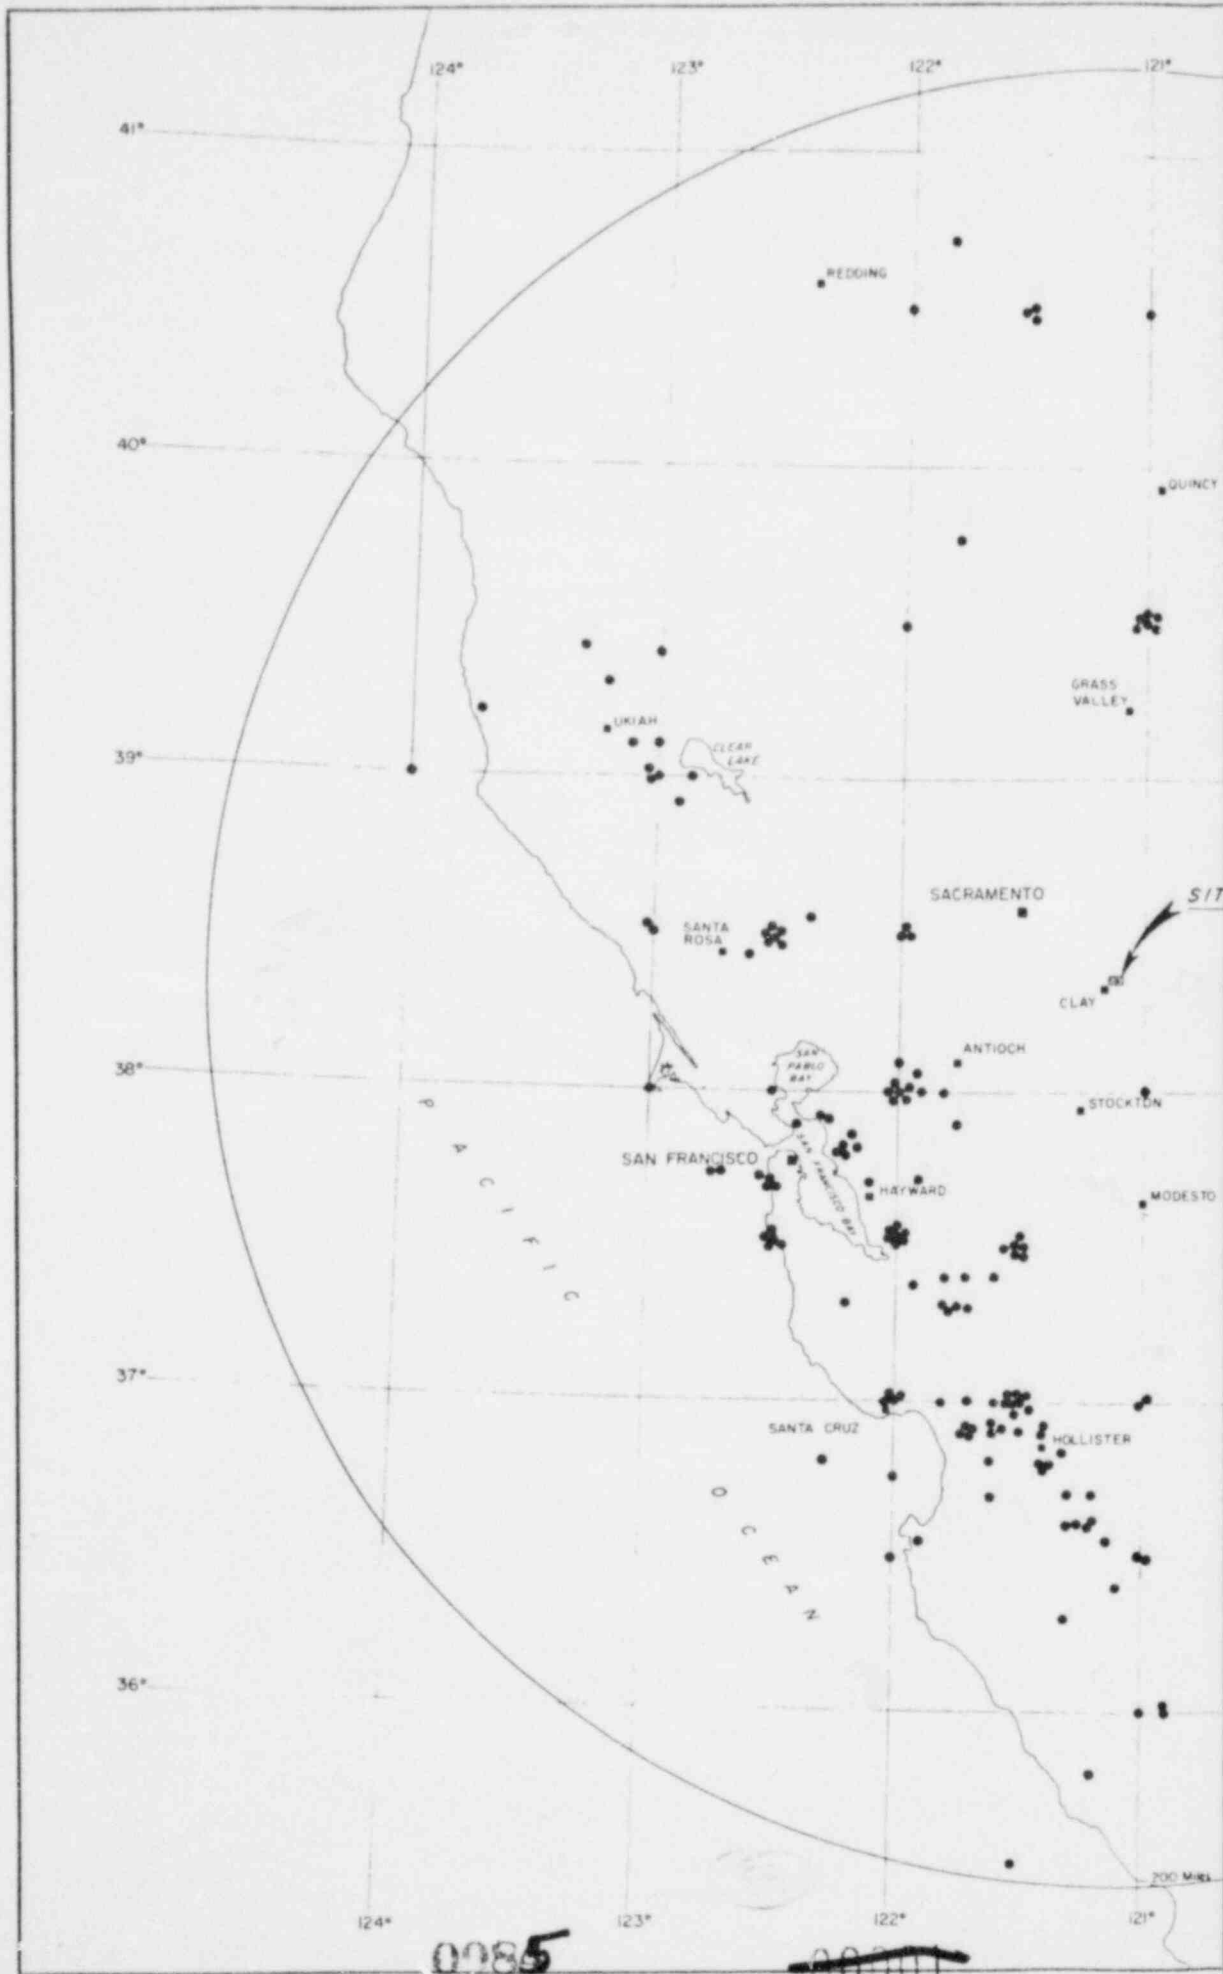 124° 123° 122° 121°
41°
REDDING
40°
QUINCY
GRASS
VALLEY
UKIAH
CLEAR
LAKE
39°
SACRAMENTO
SIT
SANTA
ROSA
CLAY
ANTIOCH
SAN
PABLO
BAY
38°
STOCKTON
PACIFIC
SAN FRANCISCO
SAN FRANCISCO BAY
HAYWARD
MODESTO
37°
SANTA CRUZ
HOLLISTER
OCEAN
36°
200 Miles
124° 123° 122° 121°
0085